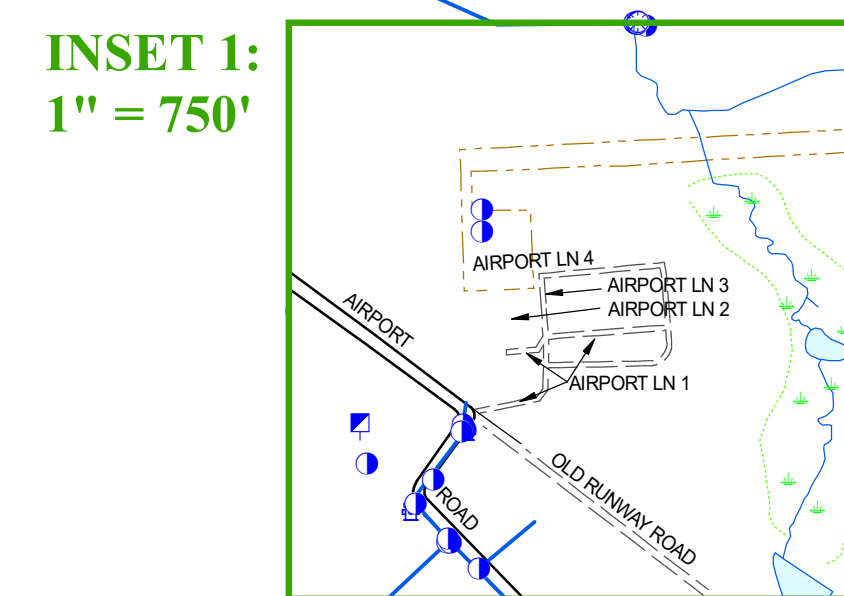 INSET 1:
1" = 750'
AIRPORT LN 4
AIRPORT LN 3
AIRPORT LN 2
AIRPORT
AIRPORT LN 1
OLD RUNWAY ROAD
ROAD